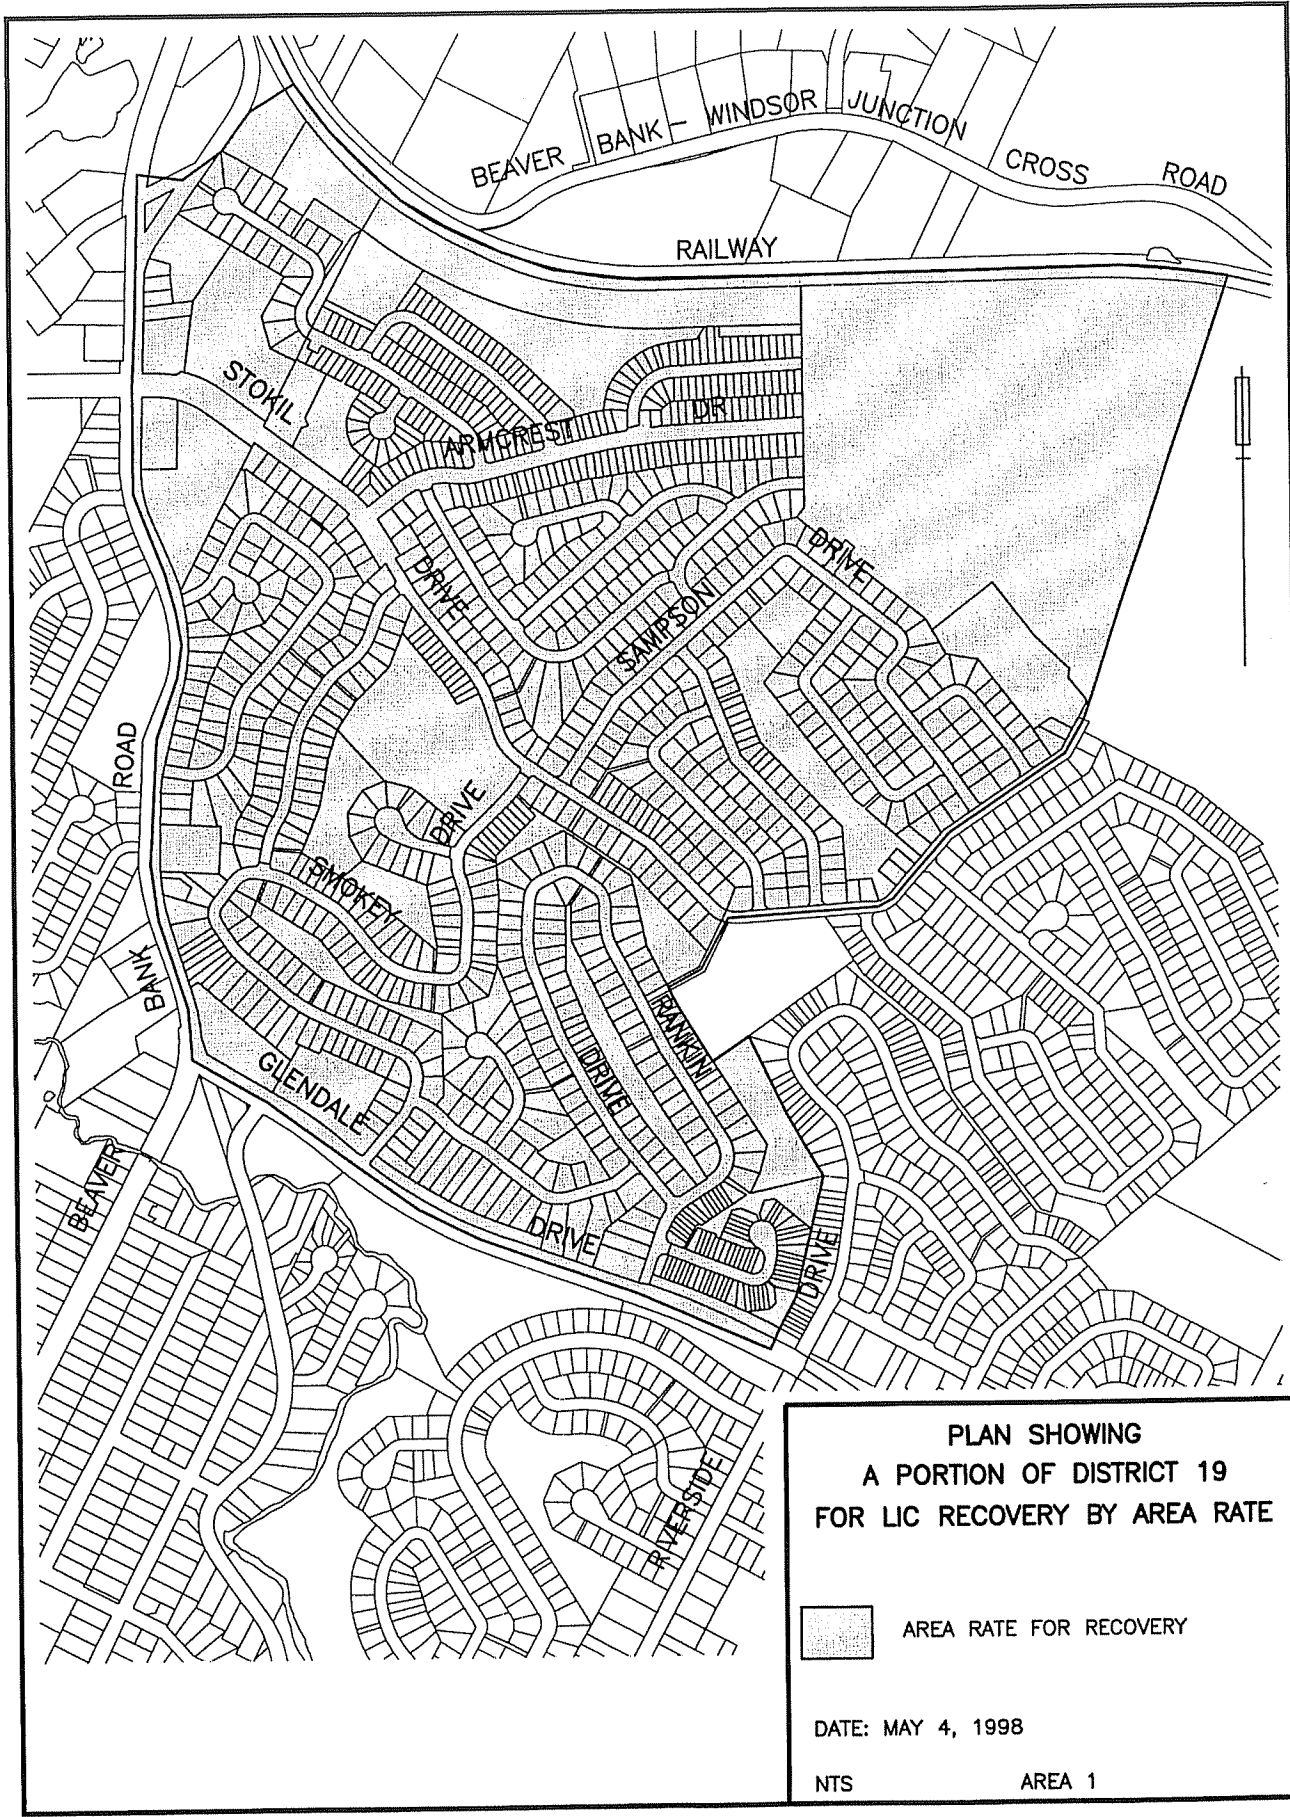 BEAVER BANK - WINDSOR JUNCTION CROSS ROAD
RAILWAY
STOKIL DRIVE
ARMCREST DR
SAMPSON DRIVE
SMOKEY DRIVE
RANKIN DRIVE
GLENDALE DRIVE
DRIVE
BEAVER BANK ROAD
RIVERSIDE
PLAN SHOWING
A PORTION OF DISTRICT 19
FOR LIC RECOVERY BY AREA RATE
AREA RATE FOR RECOVERY
DATE: MAY 4, 1998
NTS AREA 1